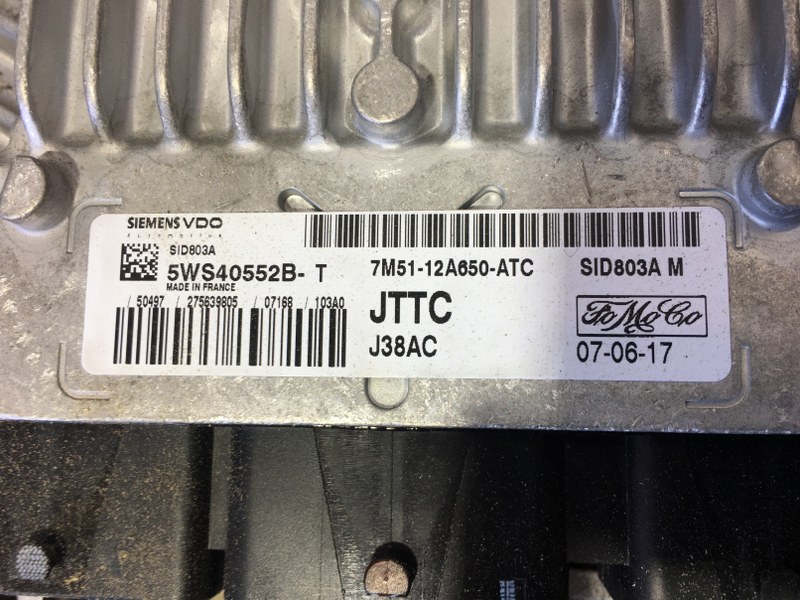 SIEMENS VDO
AUTOMOTIVE
SID803A
5WS40552B- T
MADE IN FRANCE
/ 50497 / 275639805 / 07168 / 103A0
7M51-12A650-ATC
SID803A M
JTTC
J38AC
FoMoCo
07-06-17